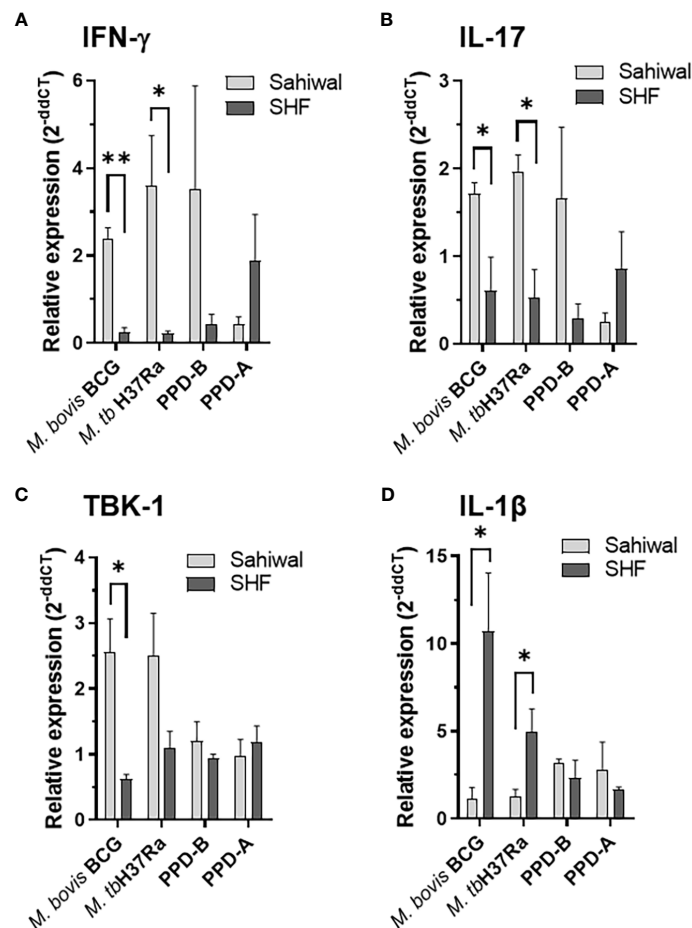 A
IFN-γ
Relative expression (2-ddCT)
6
4
2
0
**
*
Sahiwal
SHF
M. bovis BCG
M. tb H37Ra
PPD-B
PPD-A
B
IL-17
Relative expression (2-ddCT)
3
2
1
0
*
*
Sahiwal
SHF
M. bovis BCG
M. tb H37Ra
PPD-B
PPD-A
C
TBK-1
Relative expression (2-ddCT)
4
3
2
1
0
*
Sahiwal
SHF
M. bovis BCG
M. tbH37Ra
PPD-B
PPD-A
D
IL-1β
Relative expression (2-ddCT)
15
10
5
0
*
*
Sahiwal
SHF
M. bovis BCG
M. tbH37Ra
PPD-B
PPD-A